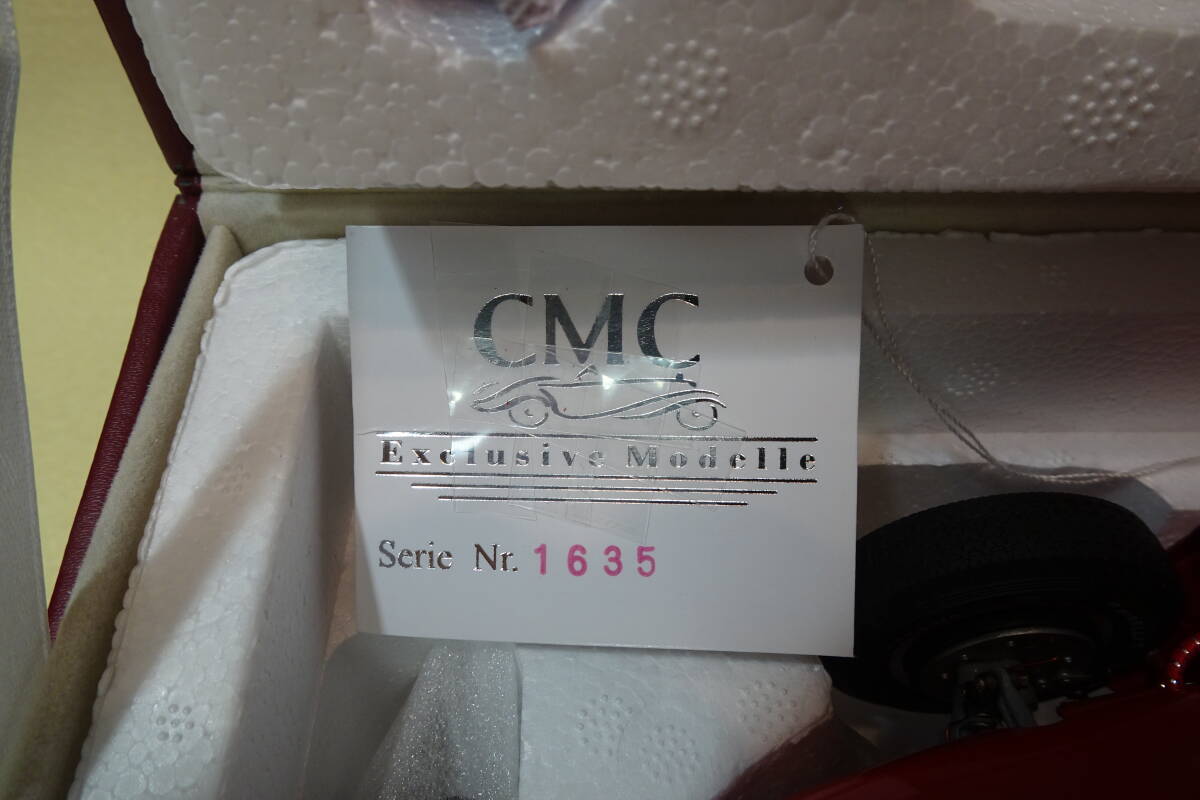 CMC
Exclusive Modelle
Serie Nr. 1635